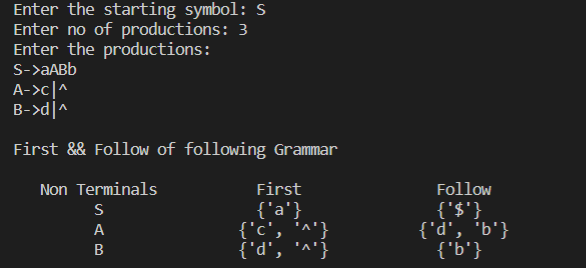 Enter the starting symbol: S
Enter no of productions: 3
Enter the productions:
S->aABb
A->c|^
B->d|^
First && Follow of following Grammar
Non Terminals First Follow
S {'a'} {'$'}
A {'c', '^'} {'d', 'b'}
B {'d', '^'} {'b'}